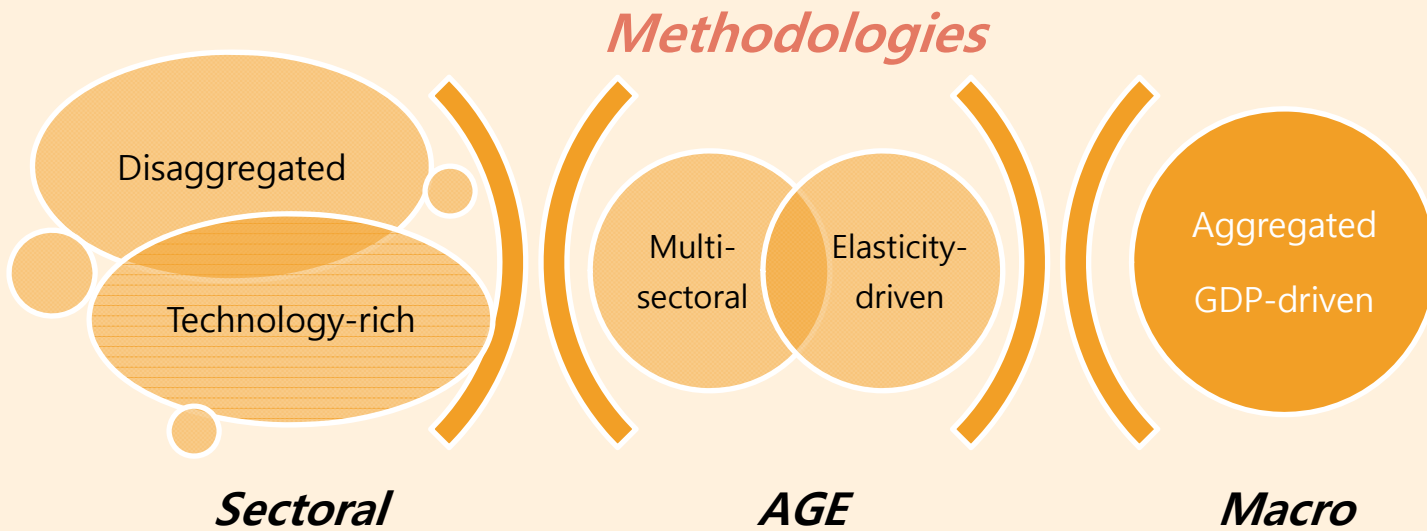 Methodologies
Disaggregated
Technology-rich
Multi-
sectoral
Elasticity-
driven
Aggregated
GDP-driven
Sectoral
AGE
Macro